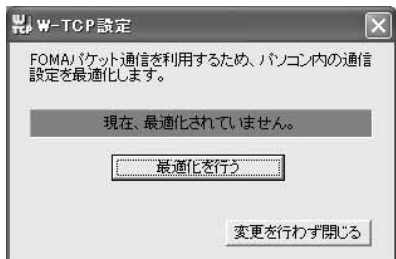 W-TCP設定
FOMAパケット通信を利用するため、パソコン内の通信
設定を最適化します。
現在、最適化されていません。
最適化を行う
変更を行わず閉じる